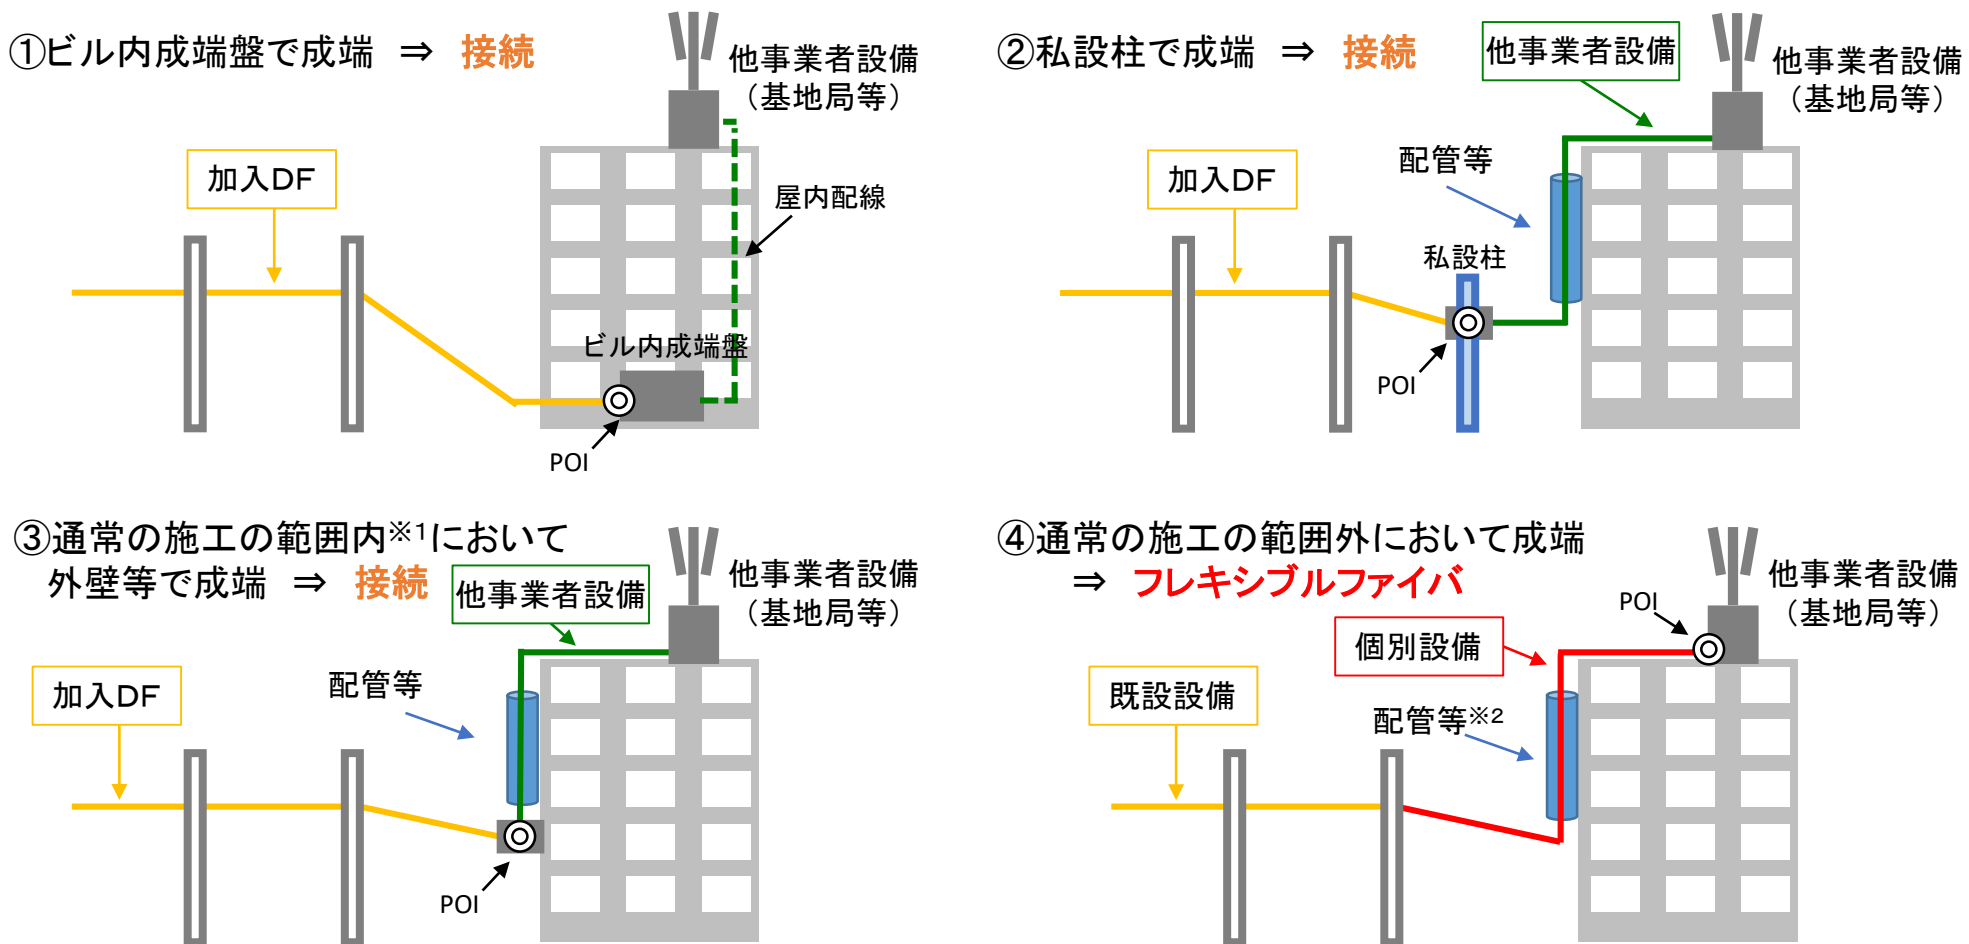 ①ビル内成端盤で成端 ⇒ 接続
他事業者設備
（基地局等）
加入DF
屋内配線
ビル内成端盤
POI
②私設柱で成端 ⇒ 接続
他事業者設備
他事業者設備
（基地局等）
配管等
加入DF
私設柱
POI
③通常の施工の範囲内※1において
外壁等で成端 ⇒ 接続
他事業者設備
他事業者設備
（基地局等）
加入DF
配管等
POI
④通常の施工の範囲外において成端
⇒ フレキシブルファイバ
POI
他事業者設備
（基地局等）
個別設備
既設設備
配管等※2